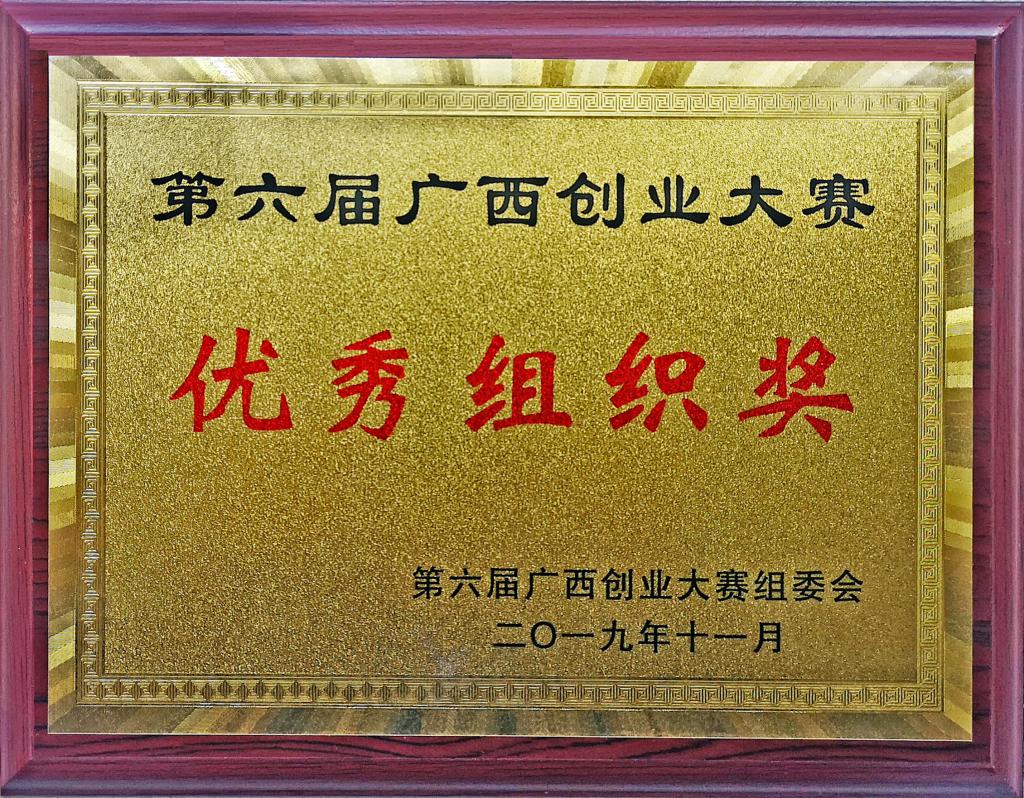 第六届广西创业大赛
优秀组织奖
第六届广西创业大赛组委会
二〇一九年十一月